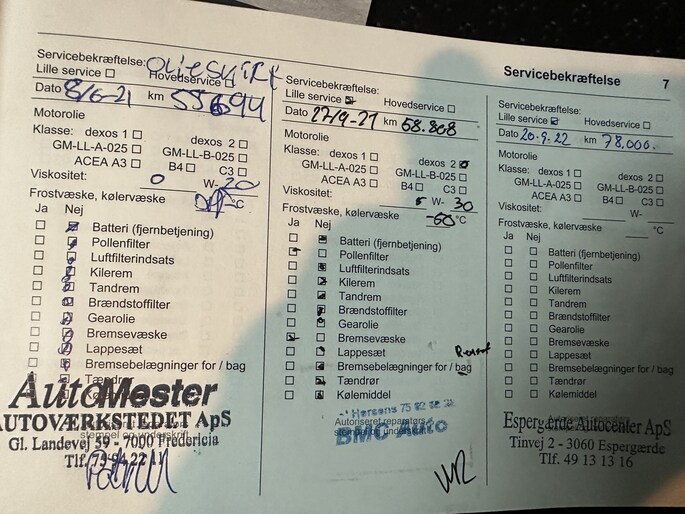 Servicebekræftelse 7
Servicebekræftelse: olieskift
Lille service Hovedservice
Dato 8/6-21 km 55694
Motorolie
Klasse: dexos 1 dexos 2
GM-LL-A-025 GM-LL-B-025
ACEA A3 B4 C3
Viskositet: 0 W- 20
Frostvæske, kølervæske °C
Ja Nej
Batteri (fjernbetjening)
Pollenfilter
Luftfilterindsats
Kilerem
Tandrem
Brændstoffilter
Gearolie
Bremsevæske
Lappesæt
Bremsebelægninger for / bag
Tændrør
AutoMester
AUTOVÆRKSTEDET ApS
Gl. Landevej 59 - 7000 Fredericia
Servicebekræftelse:
Lille service Hovedservice
Dato 27/9-21 km 68.808
Motorolie
Klasse: dexos 1 dexos 2
GM-LL-A-025 GM-LL-B-025
ACEA A3 B4 C3
Viskositet: 5 W- 30
Frostvæske, kølervæske -60 °C
Ja Nej
Batteri (fjernbetjening)
Pollenfilter
Luftfilterindsats
Kilerem
Tandrem
Brændstoffilter
Gearolie
Bremsevæske
Lappesæt
Bremsebelægninger for / bag
Tændrør
Kølemiddel
Autoriseret reparatørs
BMC Auto
Servicebekræftelse:
Lille service Hovedservice
Dato 20.9.22 km 78.000.
Motorolie
Klasse: dexos 1 dexos 2
GM-LL-A-025 GM-LL-B-025
ACEA A3 B4 C3
Viskositet: W-
Frostvæske, kølervæske °C
Ja Nej
Batteri (fjernbetjening)
Pollenfilter
Luftfilterindsats
Kilerem
Tandrem
Brændstoffilter
Gearolie
Bremsevæske
Lappesæt
Bremsebelægninger for / bag
Tændrør
Kølemiddel
Espergærde Autocenter ApS
Tinvej 2 - 3060 Espergærde
Tlf. 49 13 13 16